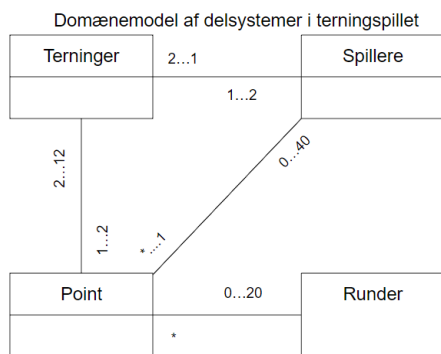 Domænemodel af delsystemer i terningspillet
Terninger
2...1
Spillere
1...2
2...12
0...40
1...2
*....1
Point
0...20
Runder
*